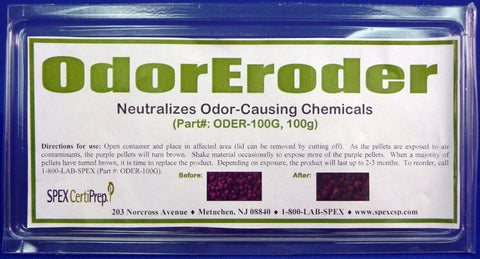 OdorEroder
Neutralizes Odor-Causing Chemicals
(Part#: ODER-100G, 100g)
Directions for use: Open container and place in affected area (lid can be removed by cutting off). As the pellets are exposed to air
contaminants, the purple pellets will turn brown. Shake material occasionally to expose more of the purple pellets. When a majority of
pellets have turned brown, it is time to replace the product. Depending on exposure, the product will last up to 2-3 months. To reorder, call
1-800-LAB-SPEX (Part #: ODER-100G).
Before: After:
SPEX CertiPrep
203 Norcross Avenue ♦ Metuchen, NJ 08840 ♦ 1-800-LAB-SPEX ♦ www.spexcsp.com